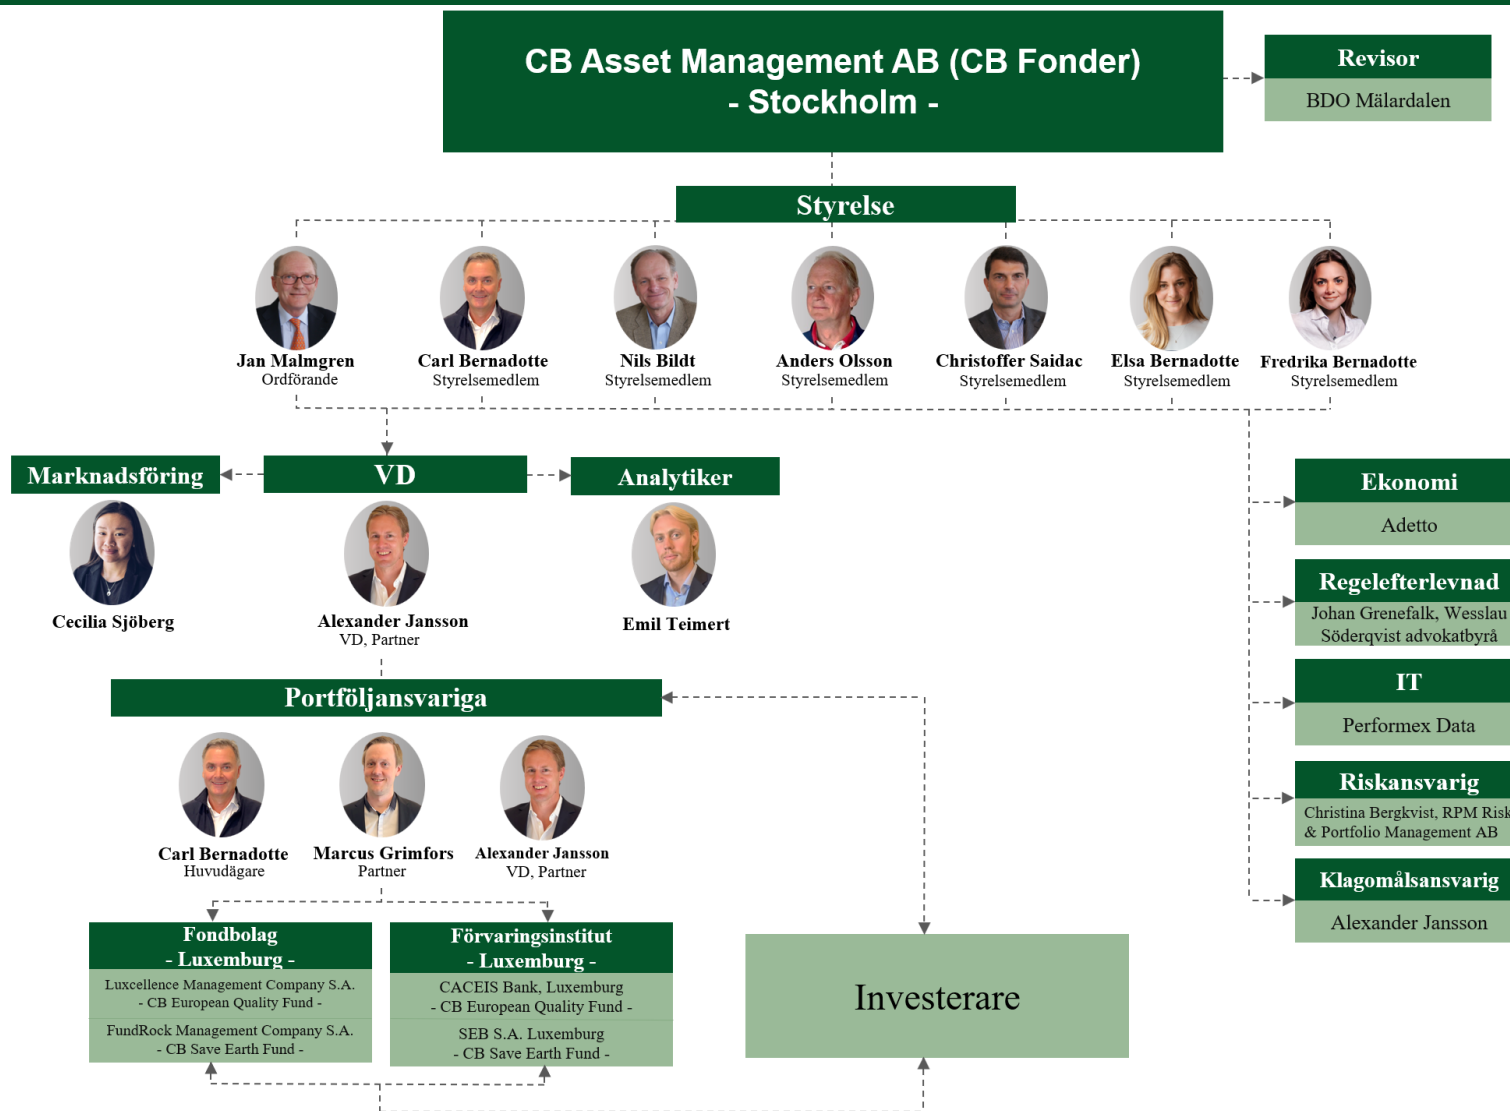 CB Asset Management AB (CB Fonder)
- Stockholm -
Revisor
BDO Mälardalen
Styrelse
Jan Malmgren
Ordförande
Carl Bernadotte
Styrelsemedlem
Nils Bildt
Styrelsemedlem
Anders Olsson
Styrelsemedlem
Christoffer Saidac
Styrelsemedlem
Elsa Bernadotte
Styrelsemedlem
Fredrika Bernadotte
Styrelsemedlem
Marknadsföring
Cecilia Sjöberg
VD
Alexander Jansson
VD, Partner
Analytiker
Emil Teimert
Ekonomi
Adetto
Regelefterlevnad
Johan Grenefalk, Wesslau
Söderqvist advokatbyrå
IT
Performex Data
Riskansvarig
Christina Bergkvist, RPM Risk
& Portfolio Management AB
Klagomålsansvarig
Alexander Jansson
Portföljansvariga
Carl Bernadotte
Huvudägare
Marcus Grimfors
Partner
Alexander Jansson
VD, Partner
Fondbolag
- Luxemburg -
Luxcellence Management Company S.A.
- CB European Quality Fund -
FundRock Management Company S.A.
- CB Save Earth Fund -
Förvaringsinstitut
- Luxemburg -
CACEIS Bank, Luxemburg
- CB European Quality Fund -
SEB S.A. Luxemburg
- CB Save Earth Fund -
Investerare